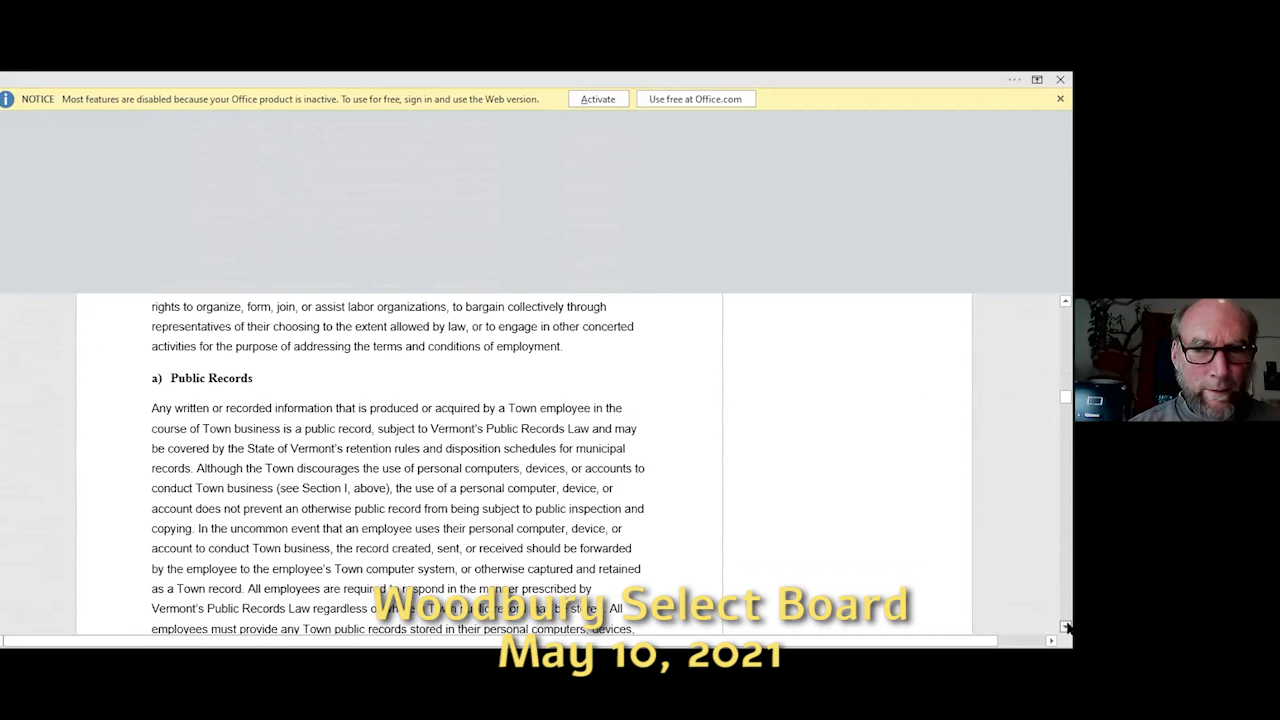 NOTICE Most features are disabled because your Office product is inactive. To use for free, sign in and use the Web version. Activate Use free at Office.com
rights to organize, form, join, or assist labor organizations, to bargain collectively through
representatives of their choosing to the extent allowed by law, or to engage in other concerted
activities for the purpose of addressing the terms and conditions of employment.
a) Public Records
Any written or recorded information that is produced or acquired by a Town employee in the
course of Town business is a public record, subject to Vermont's Public Records Law and may
be covered by the State of Vermont's retention rules and disposition schedules for municipal
records. Although the Town discourages the use of personal computers, devices, or accounts to
conduct Town business (see Section I, above), the use of a personal computer, device, or
account does not prevent an otherwise public record from being subject to public inspection and
copying. In the uncommon event that an employee uses their personal computer, device, or
account to conduct Town business, the record created, sent, or received should be forwarded
by the employee to the employee's Town computer system, or otherwise captured and retained
as a Town record. All employees are required to respond in the manner prescribed by
Vermont's Public Records Law regardless All
employees must provide any Town public records stored in their personal computers, devices,
Woodbury Select Board
May 10, 2021